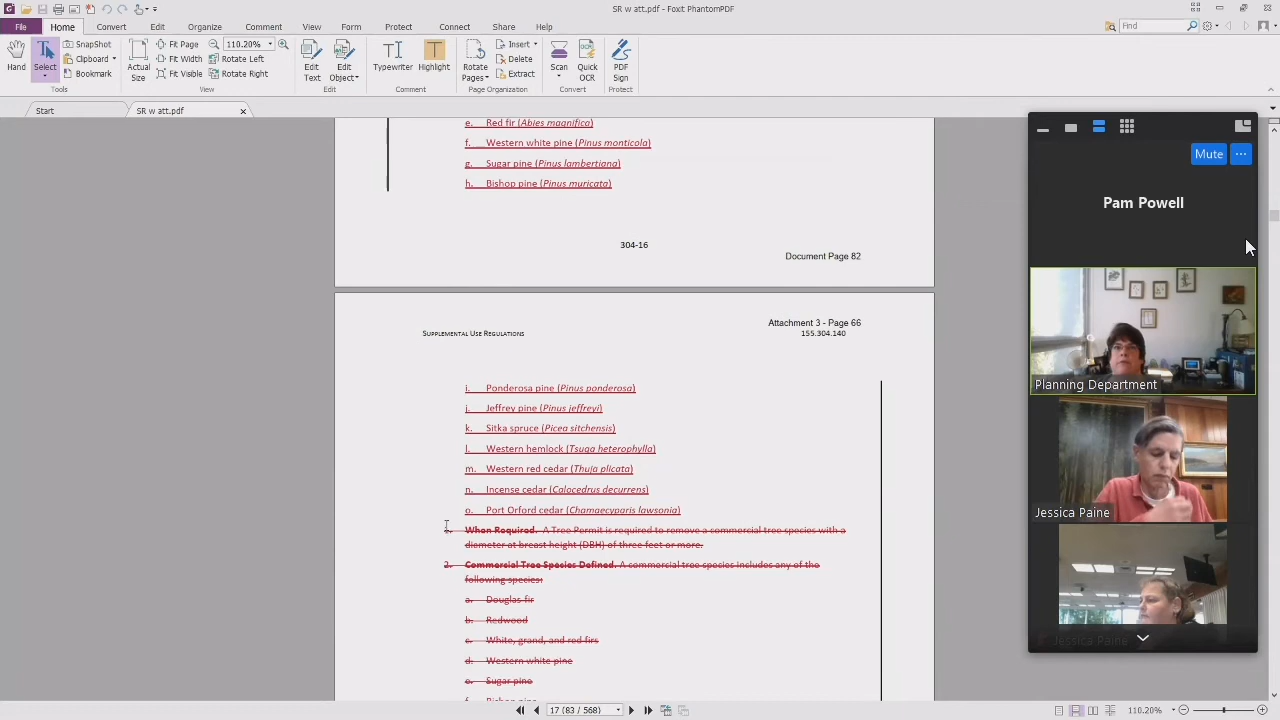 SR w att.pdf - Foxit PhantomPDF
File
Home
Convert
Edit
Organize
Comment
View
Form
Protect
Share
Connect
Help
Extras
Find
Hand
Select
SnapShot
Clipboard
Bookmark
Tools
Actual Size
Fit Page
Fit Width
Fit Visible
110.20%
Rotate Left
Rotate Right
View
Edit Text
Edit Object
Edit
Typewriter
Highlight
Comment
Rotate Pages
Insert
Delete
Extract
Page Organization
Scan
Quick OCR
Convert
PDF Sign
Protect
Start
SR w att.pdf
e. Red fir (Abies magnifica)
f. Western white pine (Pinus monticola)
g. Sugar pine (Pinus lambertiana)
h. Bishop pine (Pinus muricata)
304-16
Document Page 82
Attachment 3 - Page 66
Supplemental Use Regulations
155.304.140
i. Ponderosa pine (Pinus ponderosa)
j. Jeffrey pine (Pinus jeffreyi)
k. Sitka spruce (Picea sitchensis)
l. Western hemlock (Tsuga heterophylla)
m. Western red cedar (Thuja plicata)
n. Incense cedar (Calocedrus decurrens)
o. Port Orford cedar (Chamaecyparis lawsonia)
When Required. A Tree Permit is required to remove a commercial tree species with a
diameter at breast height (DBH) of three feet or more.
2. Commercial Tree Species Defined. A commercial tree species includes any of the
following species:
a. Douglas fir
b. Redwood
c. White, grand, and red firs
d. Western white pine
e. Sugar pine
f. Bishop pine
Mute
Pam Powell
Planning Department
Jessica Paine
Jessica Paine
17 (83 / 568)
110.20%